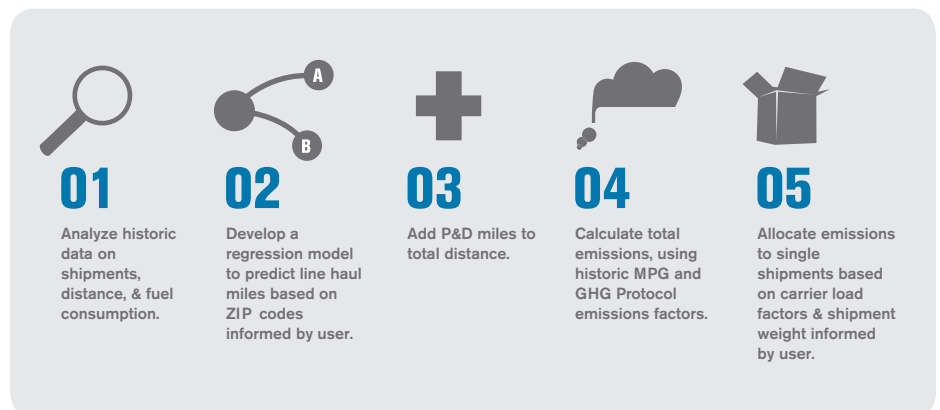 A
B
01
Analyze historic
data on
shipments,
distance, & fuel
consumption.
02
Develop a
regression model
to predict line haul
miles based on
ZIP codes
informed by user.
03
Add P&D miles to
total distance.
04
Calculate total
emissions, using
historic MPG and
GHG Protocol
emissions factors.
05
Allocate emissions
to single
shipments based
on carrier load
factors & shipment
weight informed
by user.